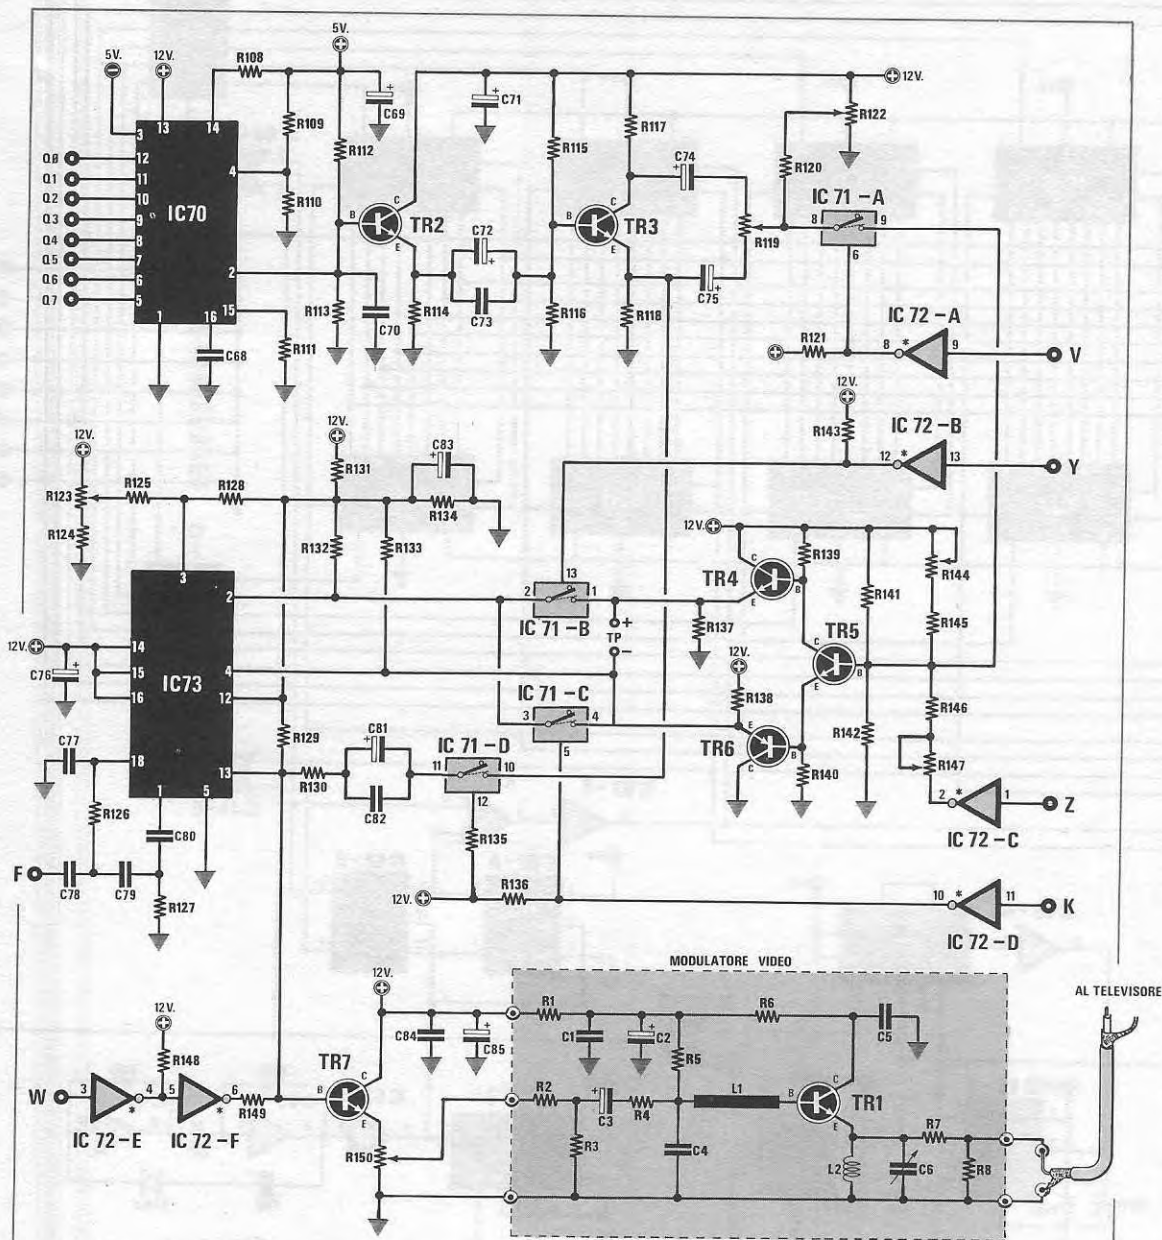 5V.
12V.
5V.
R108
12V.
C69
C71
R109
R112
R115
R117
C74
R122
R120
3
13
14
Q.0
12
Q.1
11
4
Q.2
10
IC70
R110
Q.3
9
Q.4
8
Q.5
7
Q.6
6
2
Q.7
5
15
1
16
B
C
E
TR2
C72
C73
B
C
E
TR3
R119
IC 71-A
8
9
6
C75
R113
C70
R114
R116
R118
C68
R111
R121
IC 72-A
8
*
9
V
12V.
R143
IC 72-B
12
*
13
Y
12V.
12V.
R131
C83
R123
R125
R128
R134
R124
R132
R133
12V.
R139
R144
3
2
13
2
1
IC 71-B
TR4
C
E
B
R141
R145
+
TP
−
R137
TR5
C
B
E
12V.
14
C76
15
IC73
4
16
12
12V.
R138
IC 71-C
3
4
5
TR6
E
B
C
R142
R146
R140
R147
R129
C81
IC 71-D
11
10
12
C77
18
13
R130
C82
2
*
1
Z
IC 72-C
1
5
R126
C80
R135
F
C78
C79
R127
12V.
R136
10
*
11
K
IC 72-D
MODULATORE VIDEO
AL TELEVISORE
12V.
12V.
R1
R6
C84
C85
C1
C2
C5
R148
TR7
R5
W
3
4
*
5
6
*
R149
B
C
E
R2
C3
R4
L1
B
C
E
TR1
IC 72-E
IC 72-F
R150
R3
C4
R7
L2
C6
R8